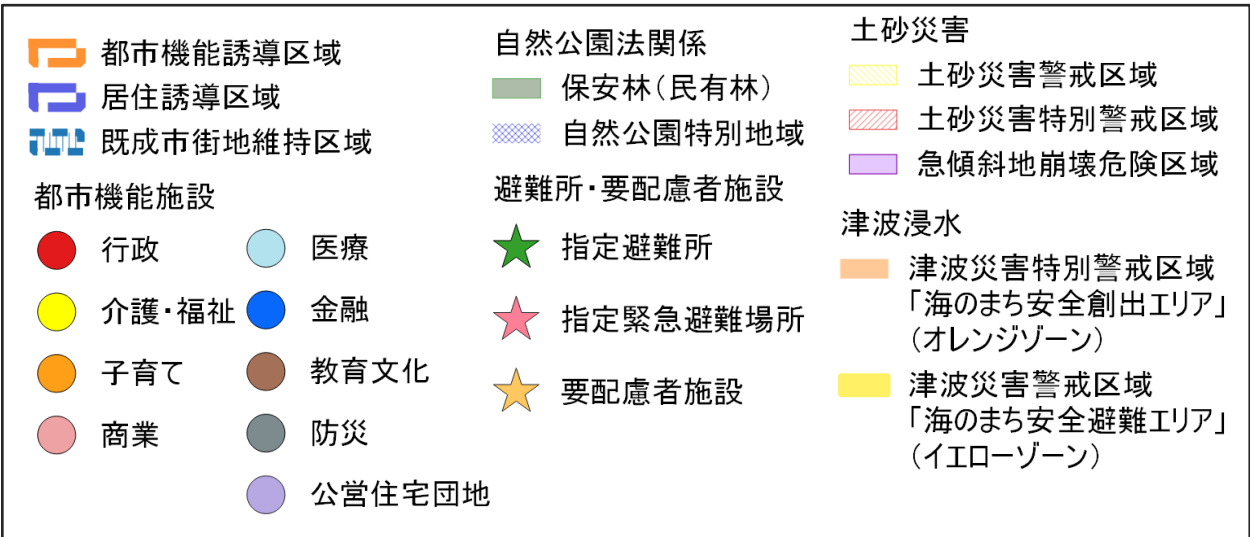 都市機能誘導区域
居住誘導区域
既成市街地維持区域
都市機能施設
行政
医療
介護・福祉
金融
子育て
教育文化
商業
防災
公営住宅団地
自然公園法関係
保安林(民有林)
自然公園特別地域
避難所・要配慮者施設
指定避難所
指定緊急避難場所
要配慮者施設
土砂災害
土砂災害警戒区域
土砂災害特別警戒区域
急傾斜地崩壊危険区域
津波浸水
津波災害特別警戒区域
「海のまち安全創出エリア」
(オレンジゾーン)
津波災害警戒区域
「海のまち安全避難エリア」
(イエローゾーン)